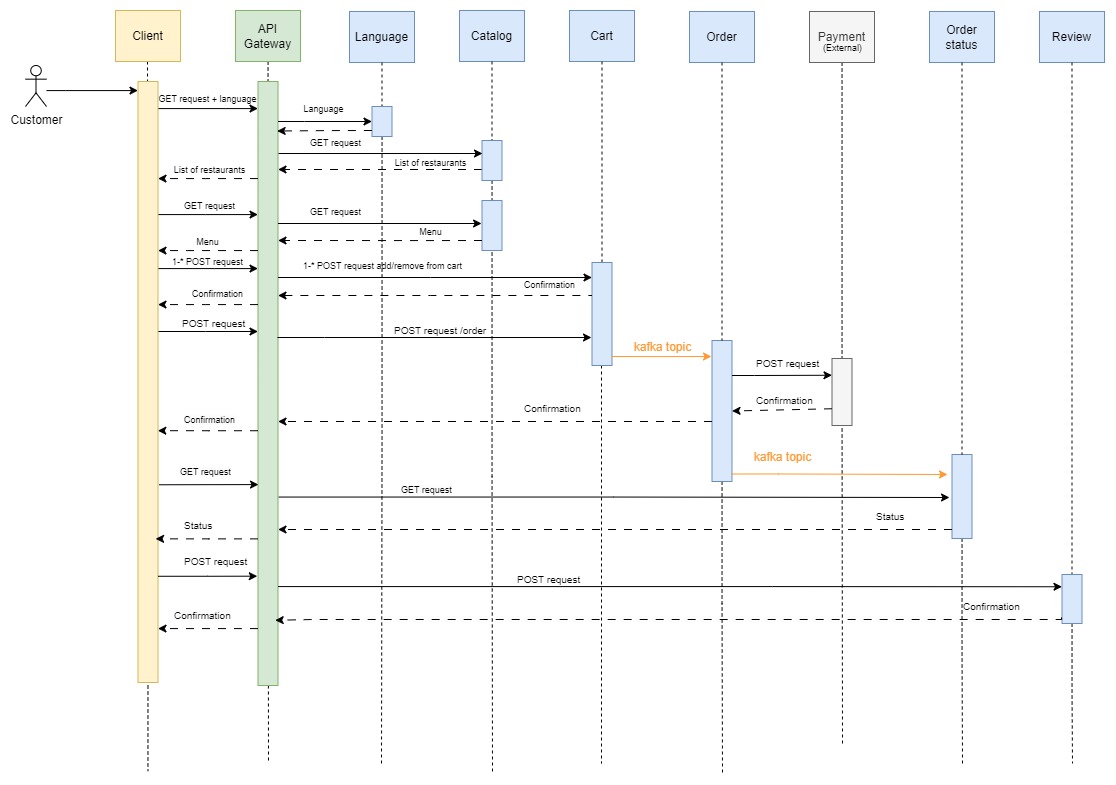 Client
API
Gateway
Language
Catalog
Cart
Order
Payment
(External)
Order
status
Review
Customer
GET request + language
Language
GET request
List of restaurants
List of restaurants
GET request
GET request
Menu
Menu
1-* POST request
1-* POST request add/remove from cart
Confirmation
Confirmation
POST request
POST request /order
kafka topic
POST request
Confirmation
Confirmation
Confirmation
kafka topic
GET request
GET request
Status
Status
POST request
POST request
Confirmation
Confirmation